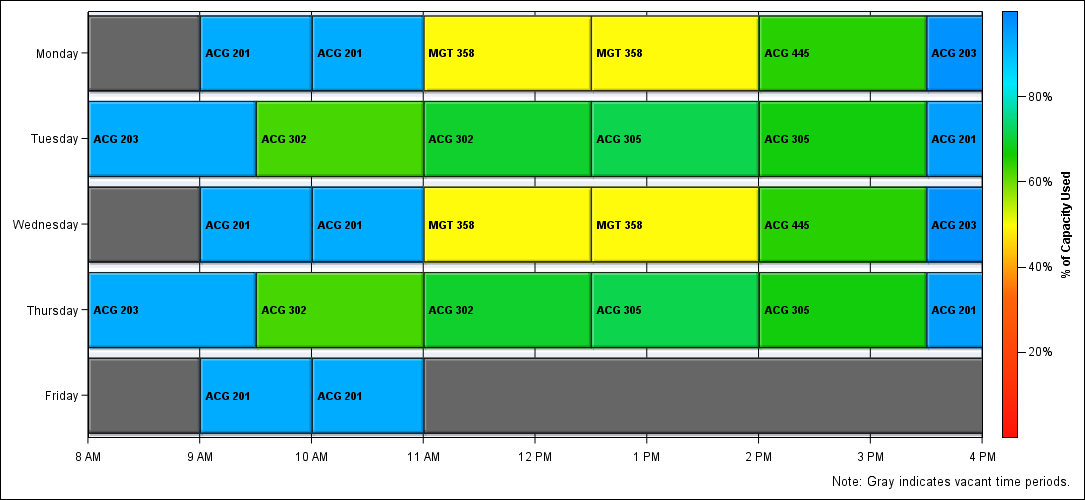 Monday
ACG 201
ACG 201
MGT 358
MGT 358
ACG 445
ACG 203
Tuesday
ACG 203
ACG 302
ACG 302
ACG 305
ACG 305
ACG 201
Wednesday
ACG 201
ACG 201
MGT 358
MGT 358
ACG 445
ACG 203
Thursday
ACG 203
ACG 302
ACG 302
ACG 305
ACG 305
ACG 201
Friday
ACG 201
ACG 201
8 AM
9 AM
10 AM
11 AM
12 PM
1 PM
2 PM
3 PM
4 PM
80%
60%
40%
20%
% of Capacity Used
Note: Gray indicates vacant time periods.